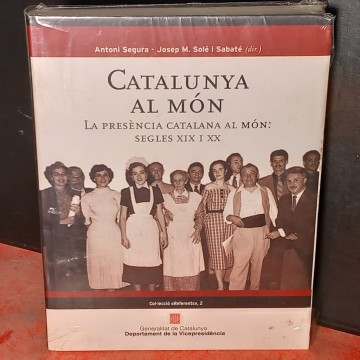 Antoni Segura - Josep M. Solé i Sabaté (dir.)
CATALUNYA
AL MÓN
LA PRESÈNCIA CATALANA AL MÓN:
SEGLES XIX I XX
Col·lecció «Referents», 2
Generalitat de Catalunya
Departament de la Vicepresidència